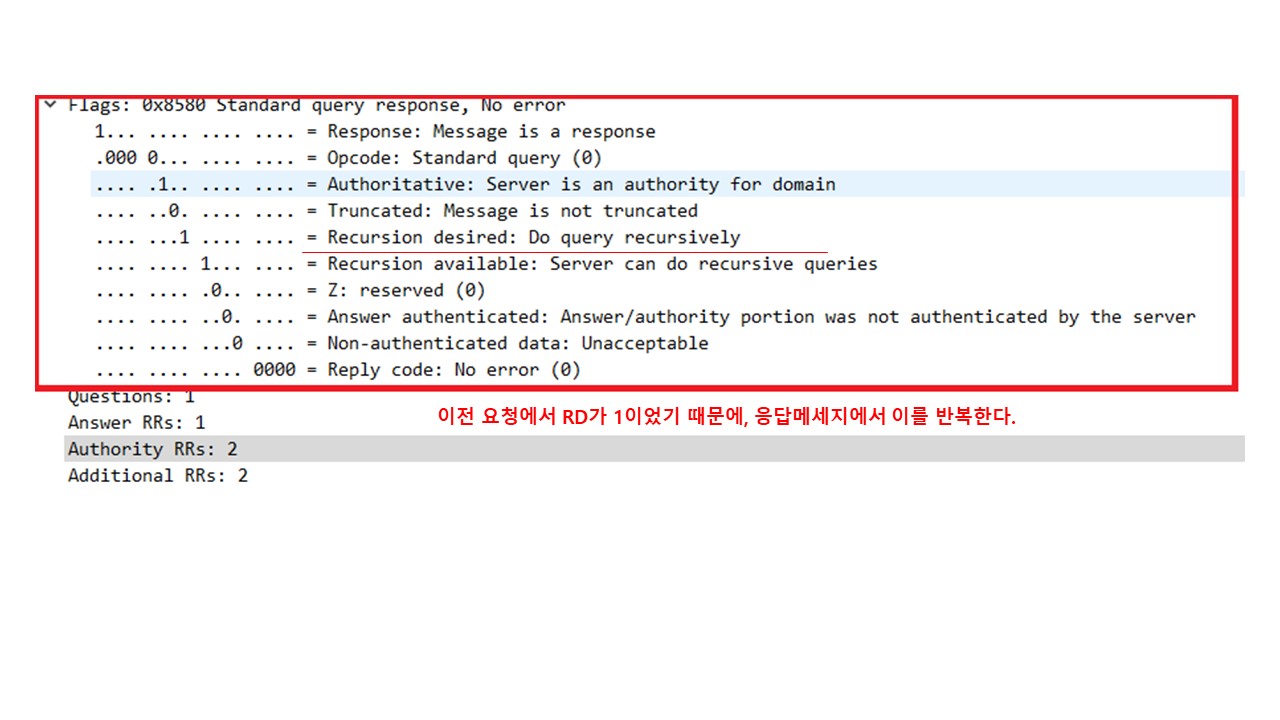 Flags: 0x8580 Standard query response, No error
1... .... .... .... = Response: Message is a response
.000 0... .... .... = Opcode: Standard query (0)
.... .1.. .... .... = Authoritative: Server is an authority for domain
.... ..0. .... .... = Truncated: Message is not truncated
.... ...1 .... .... = Recursion desired: Do query recursively
.... .... 1... .... = Recursion available: Server can do recursive queries
.... .... .0.. .... = Z: reserved (0)
.... .... ..0. .... = Answer authenticated: Answer/authority portion was not authenticated by the server
.... .... ...0 .... = Non-authenticated data: Unacceptable
.... .... .... 0000 = Reply code: No error (0)
Questions: 1
이전 요청에서 RD가 1이었기 때문에, 응답메세지에서 이를 반복한다.
Answer RRs: 1
Authority RRs: 2
Additional RRs: 2